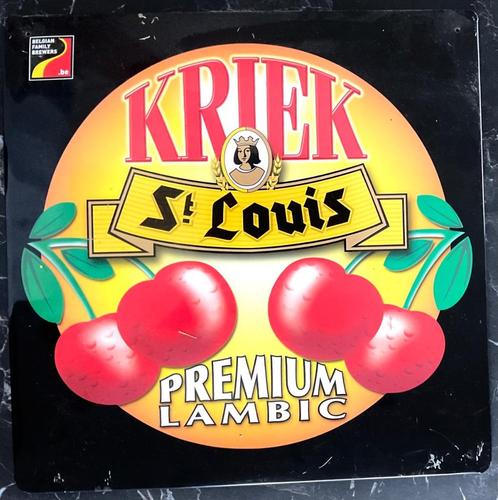 BELGIAN
FAMILY
BREWERS
.be
KRIEK
St Louis
PREMIUM
LAMBIC